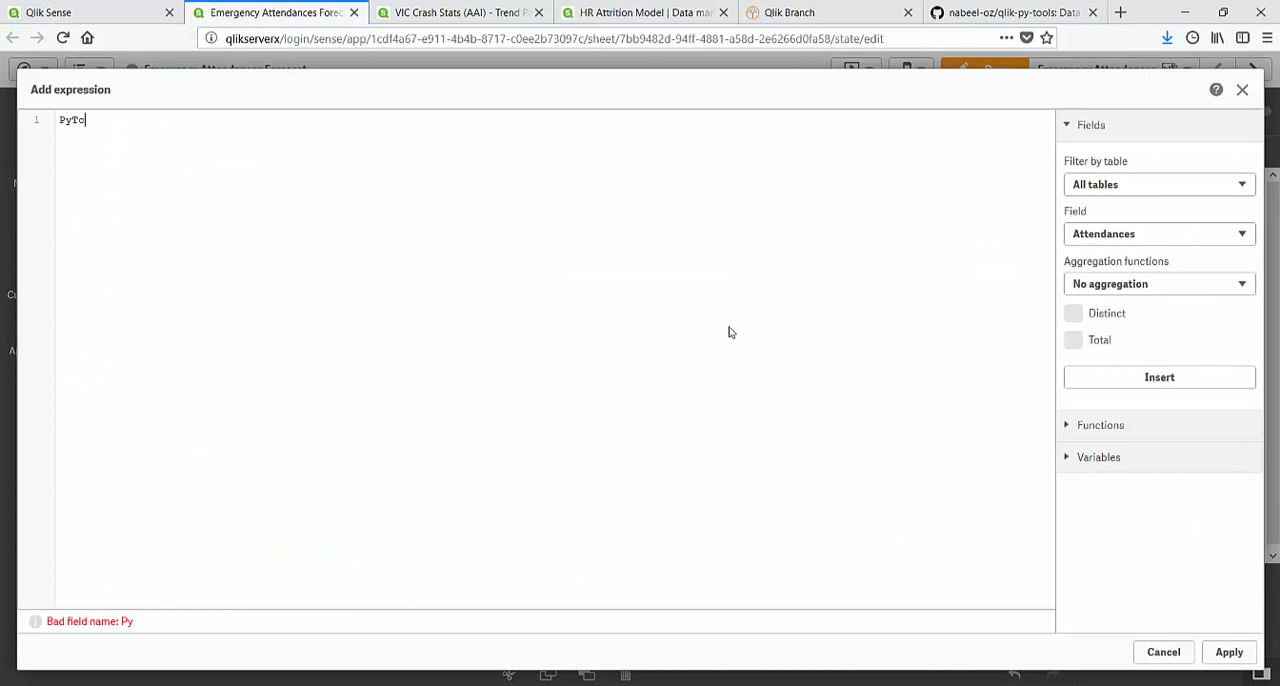 Qlik Sense
Emergency Attendances Forec
VIC Crash Stats (AAI) - Trend P
HR Attrition Model | Data man
Qlik Branch
nabeel-oz/qlik-py-tools: Data
qlikserverx/login/sense/app/1cdf4a67-e911-4b4b-8717-c0ee2b73097c/sheet/7bb9482d-94ff-4881-a58d-2e6266d0fa58/state/edit
Add expression
1 PyTo
Fields
Filter by table
All tables
Field
Attendances
Aggregation functions
No aggregation
Distinct
Total
Insert
Functions
Variables
Bad field name: Py
Cancel
Apply